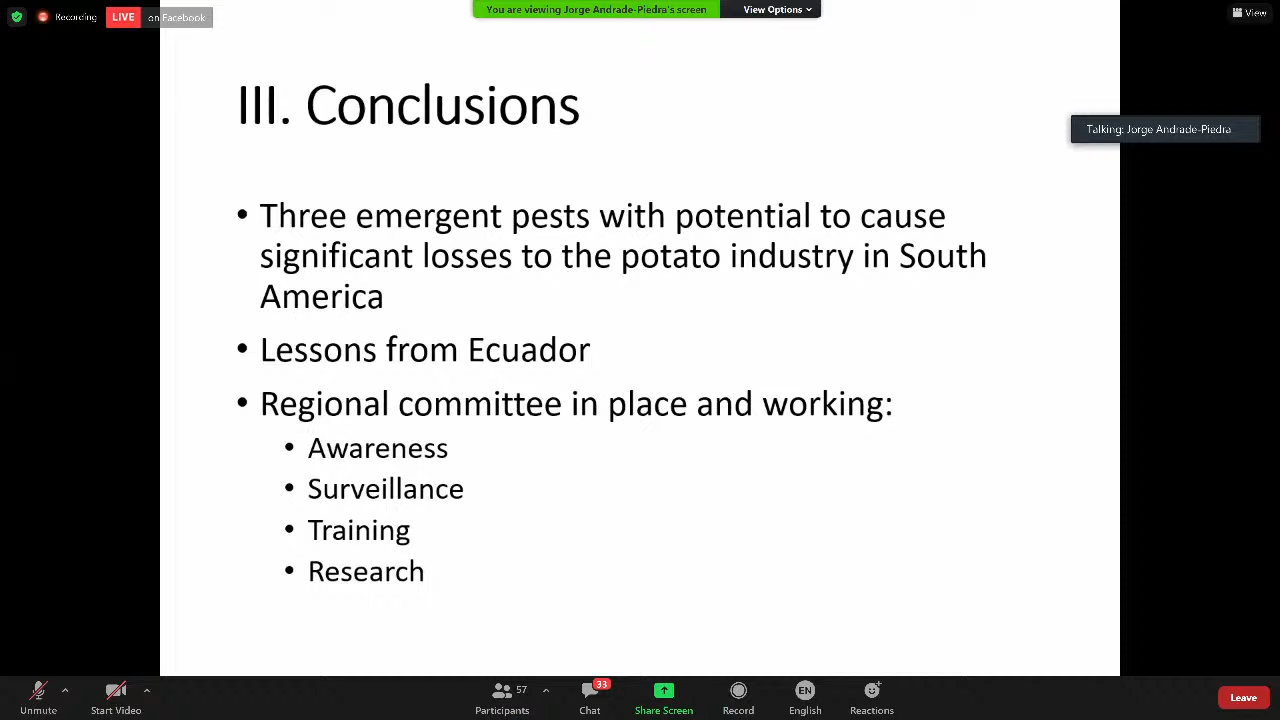 Recording LIVE on Facebook
You are viewing Jorge Andrade-Piedra's screen
View Options
View
III. Conclusions
Talking: Jorge Andrade-Piedra
• Three emergent pests with potential to cause
significant losses to the potato industry in South
America
• Lessons from Ecuador
• Regional committee in place and working:
• Awareness
• Surveillance
• Training
• Research
57
33
EN
Unmute
Start Video
Participants
Chat
Share Screen
Record
English
Reactions
Leave